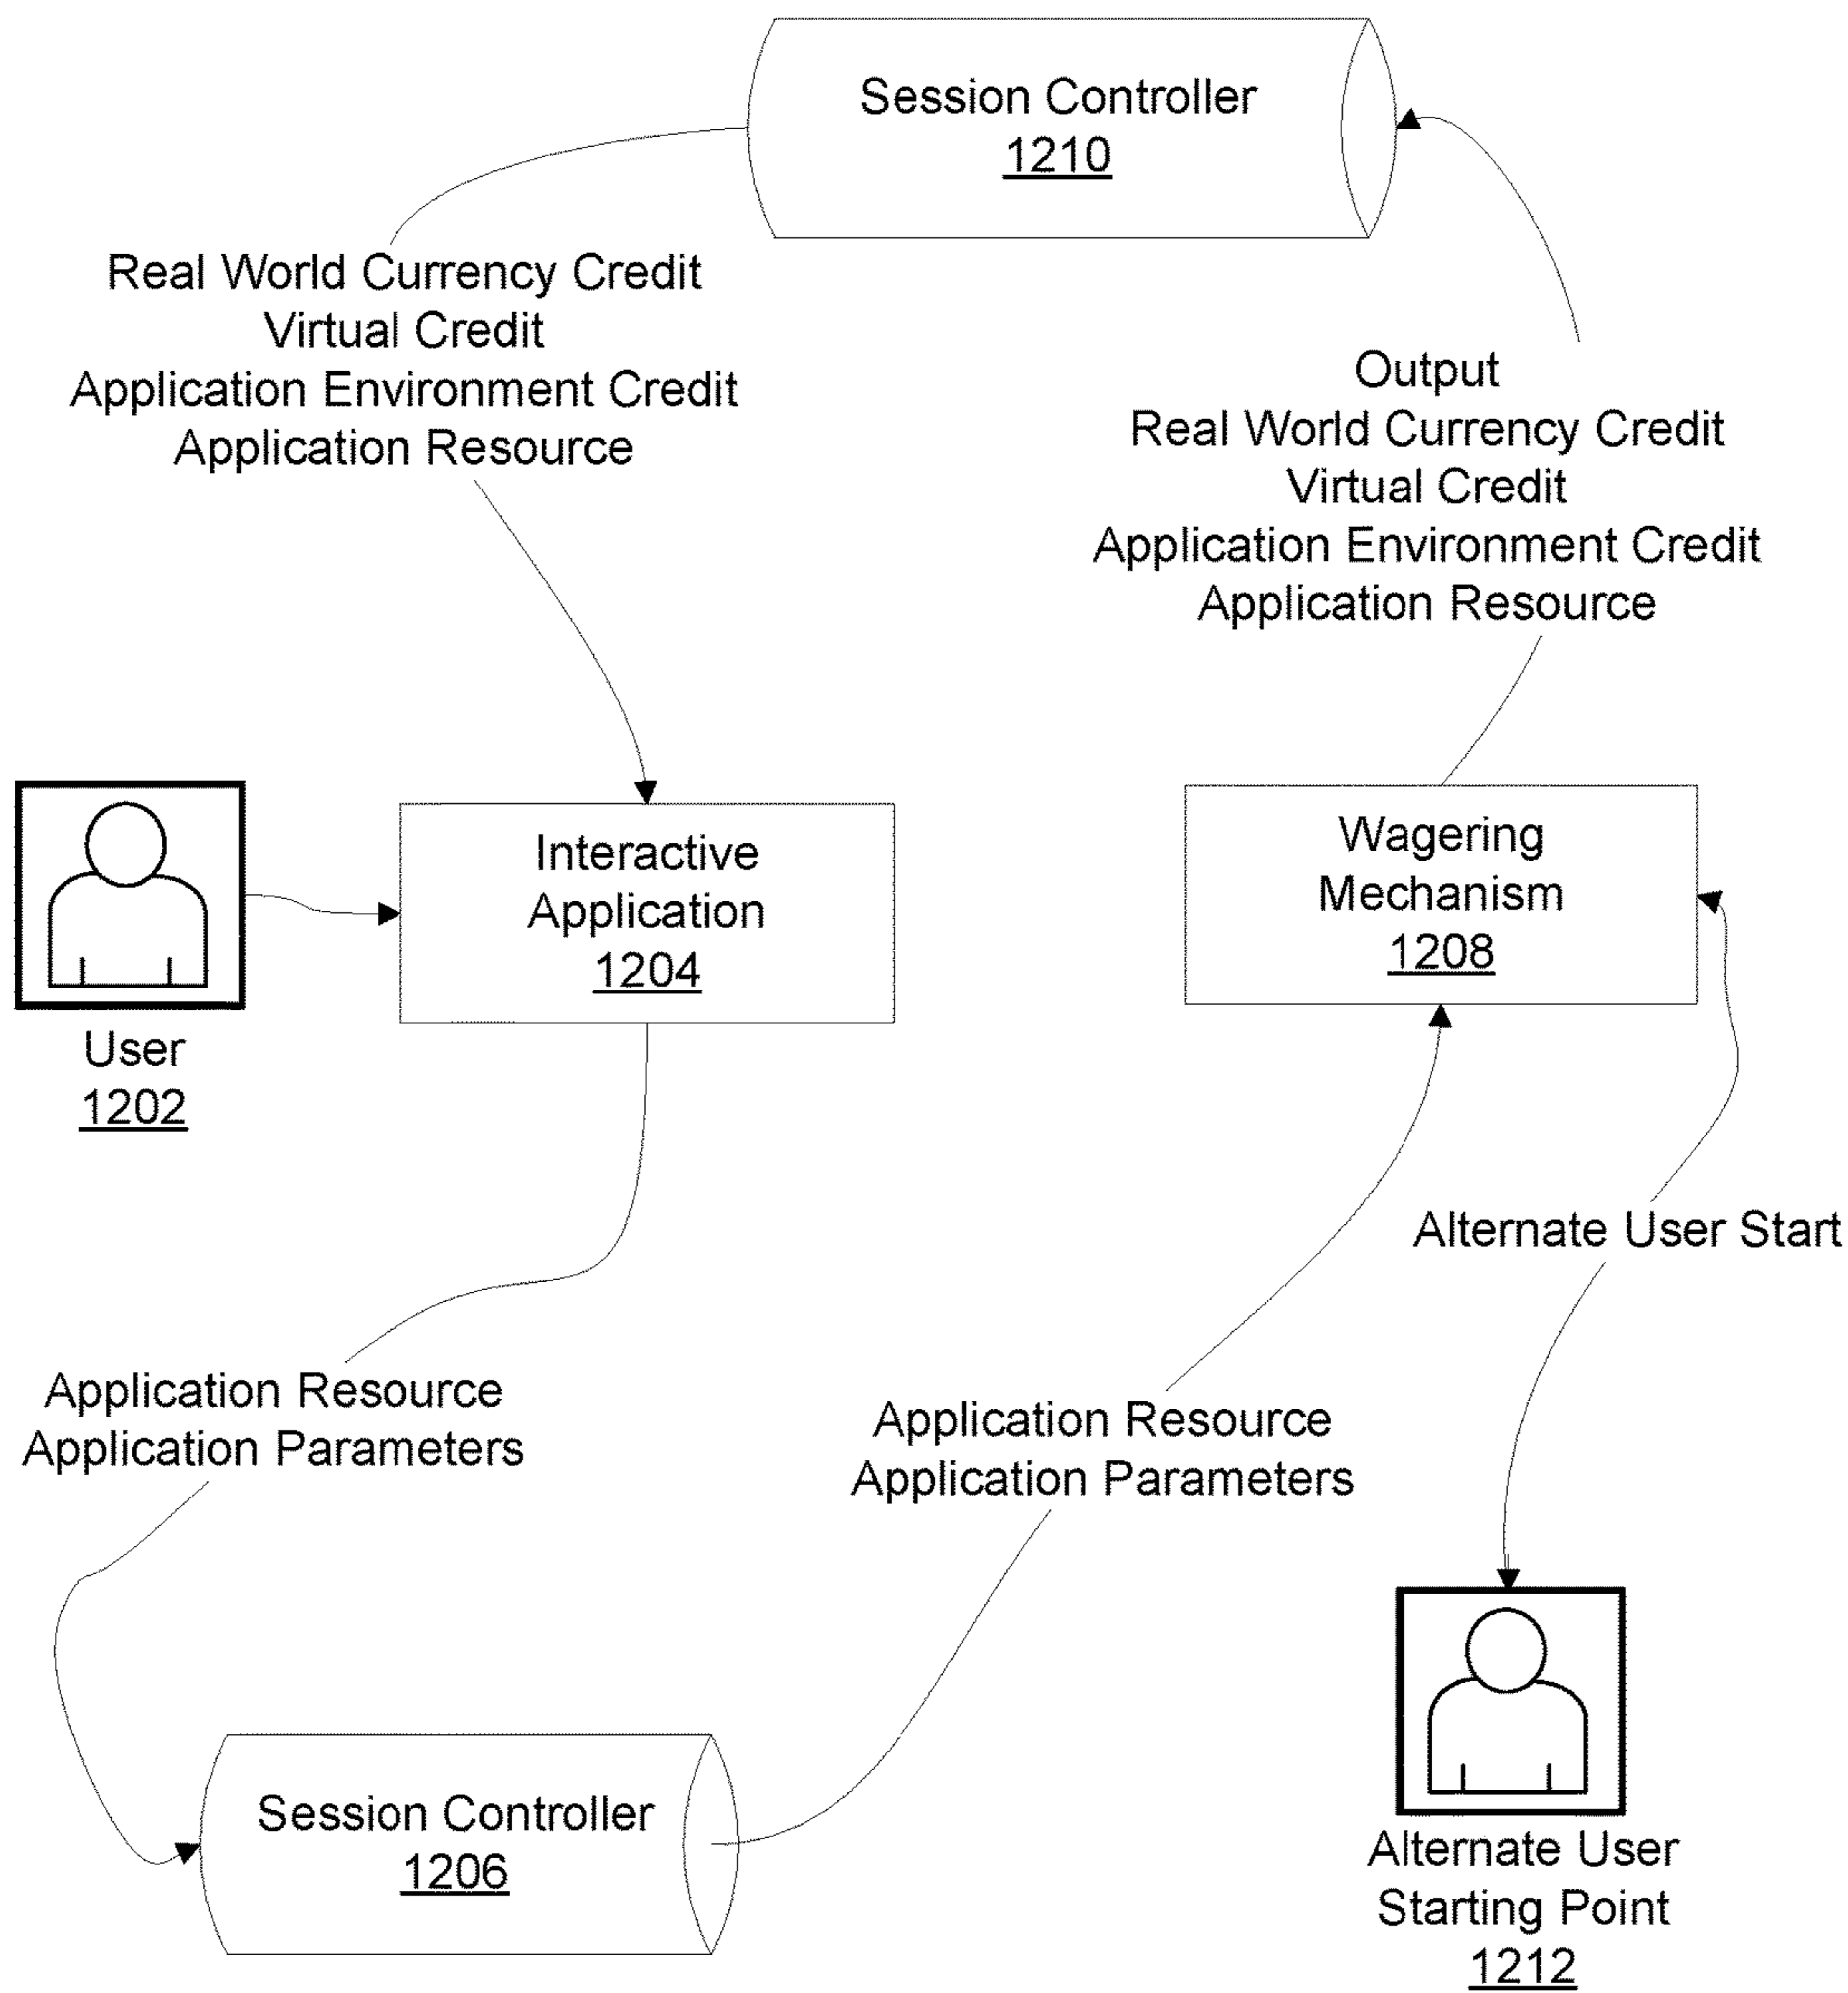 Session Controller
1210
Real World Currency Credit
Virtual Credit
Application Environment Credit
Application Resource
Output
Real World Currency Credit
Virtual Credit
Application Environment Credit
Application Resource
User
1202
Interactive
Application
1204
Wagering
Mechanism
1208
Alternate User Start
Application Resource
Application Parameters
Application Resource
Application Parameters
Session Controller
1206
Alternate User
Starting Point
1212